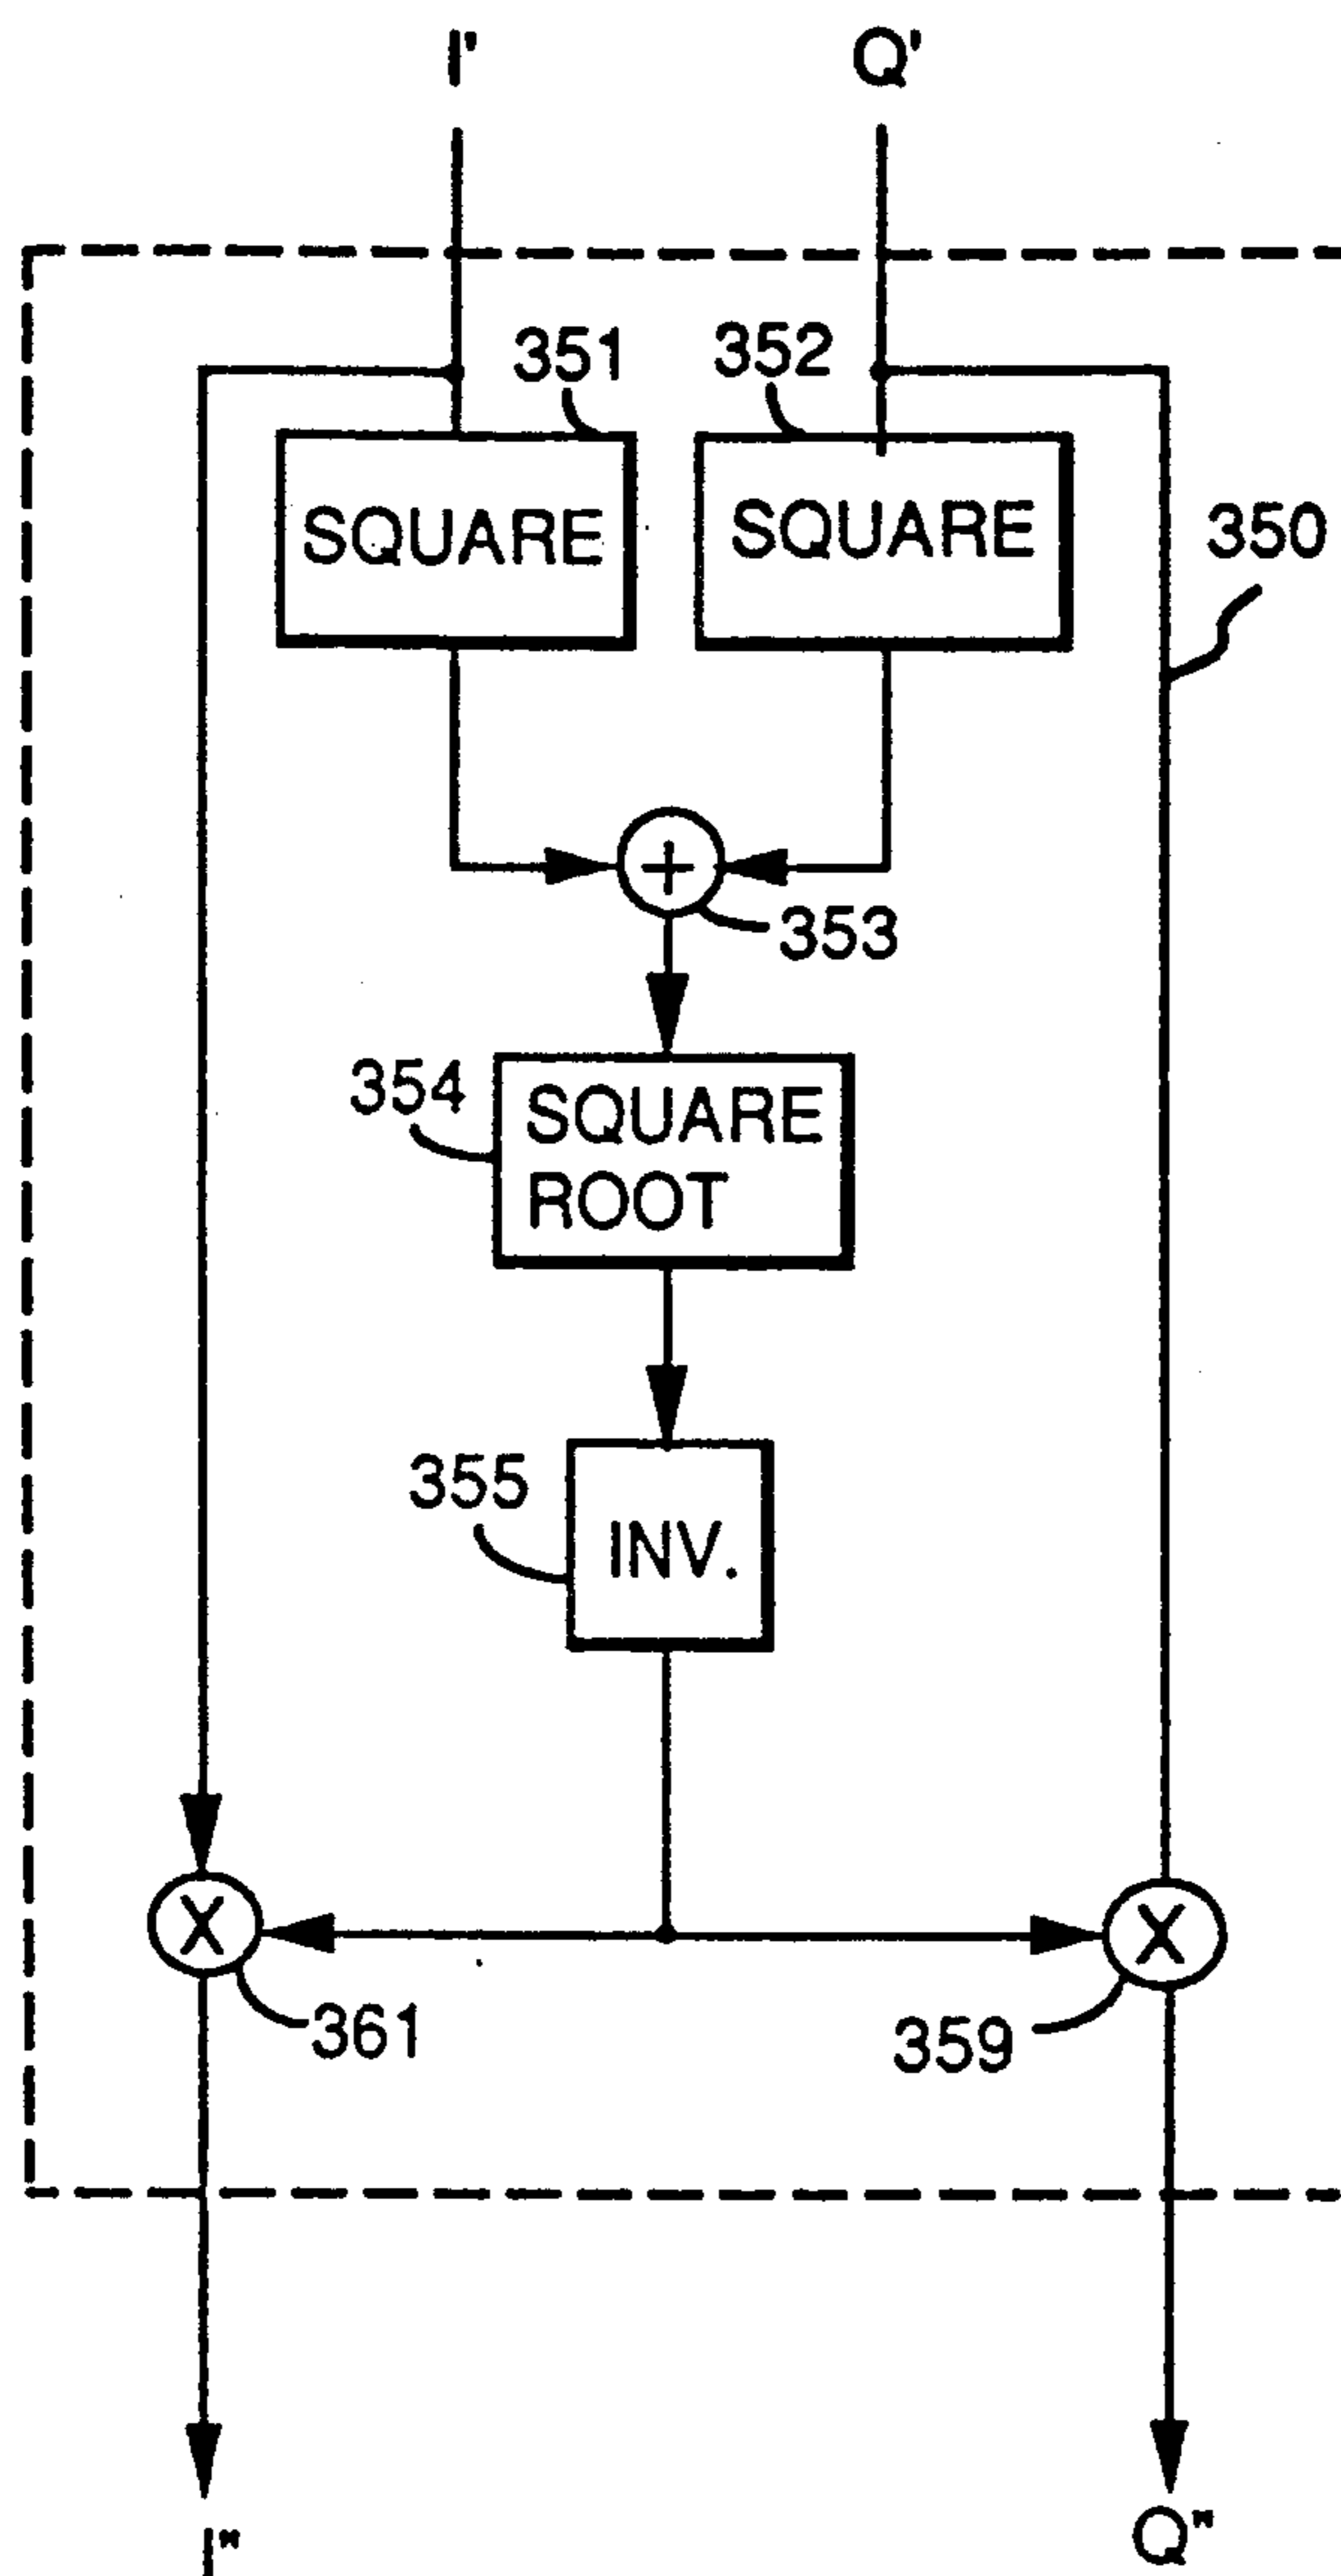 I' Q'
351 352
SQUARE SQUARE
350
+
353
354
SQUARE
ROOT
355
INV.
X X
361 359
I" Q"